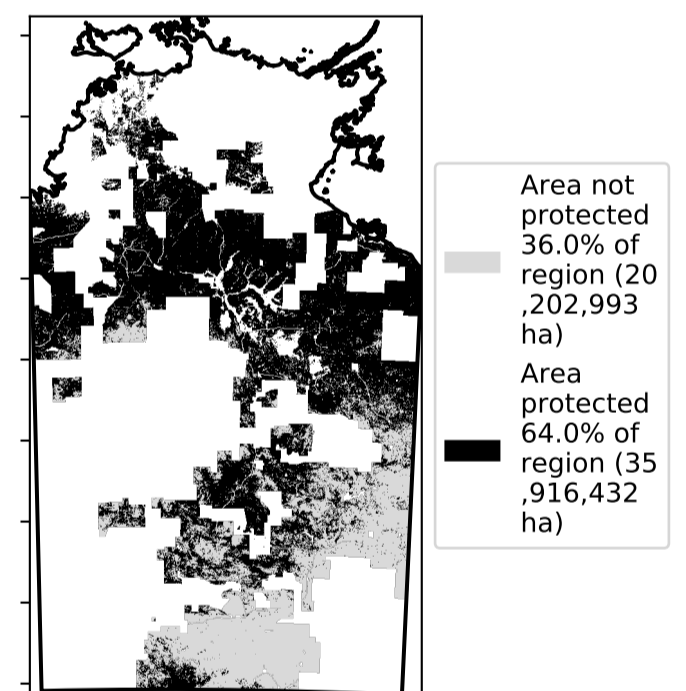 Area not
protected
36.0% of
region (20
,202,993
ha)
Area
protected
64.0% of
region (35
,916,432
ha)